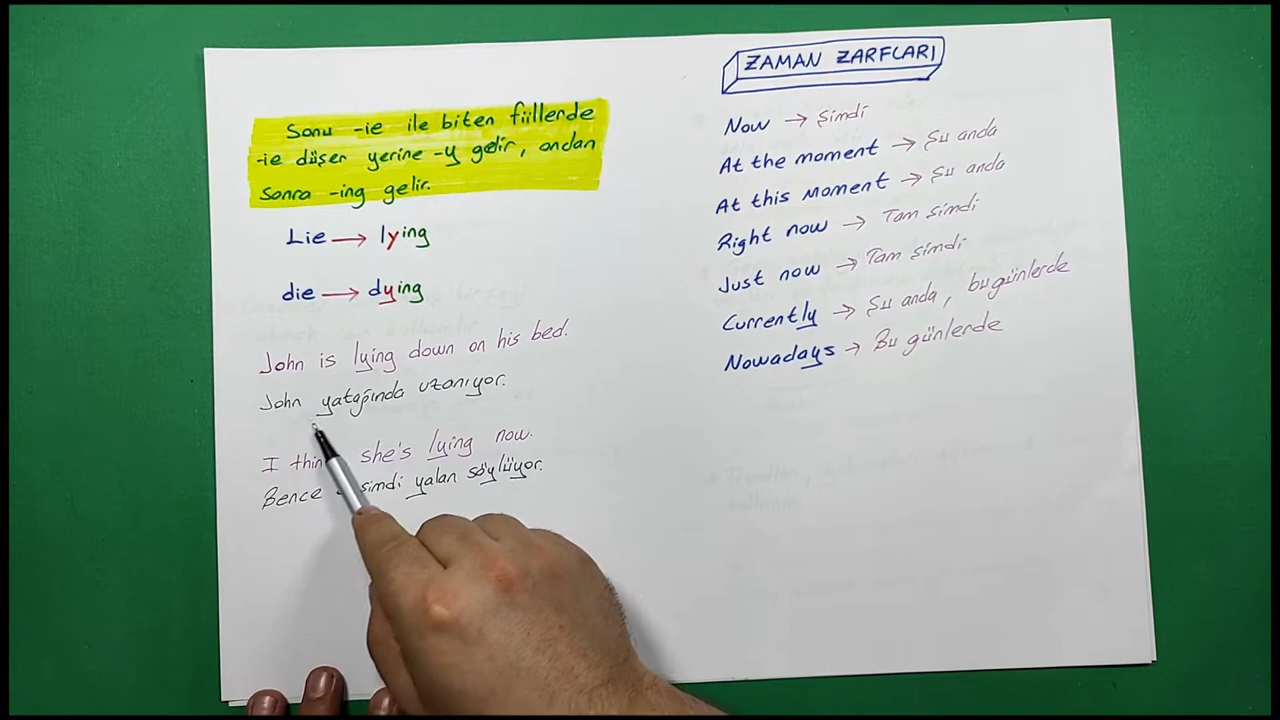 Sonu -ie ile biten fiillerde
-ie düşer yerine -y gelir, ondan
sonra -ing gelir.
Lie → lying
die → dying
John is lying down on his bed.
John yatağında uzanıyor.
I thin she's lying now.
Bence şimdi yalan söylüyor.
ZAMAN ZARFLARI
Now → Şimdi
At the moment → Şu anda
At this moment → Şu anda
Right now → Tam şimdi
Just now → Tam şimdi
Currently → Şu anda, bugünlerde
Nowadays → Bu günlerde